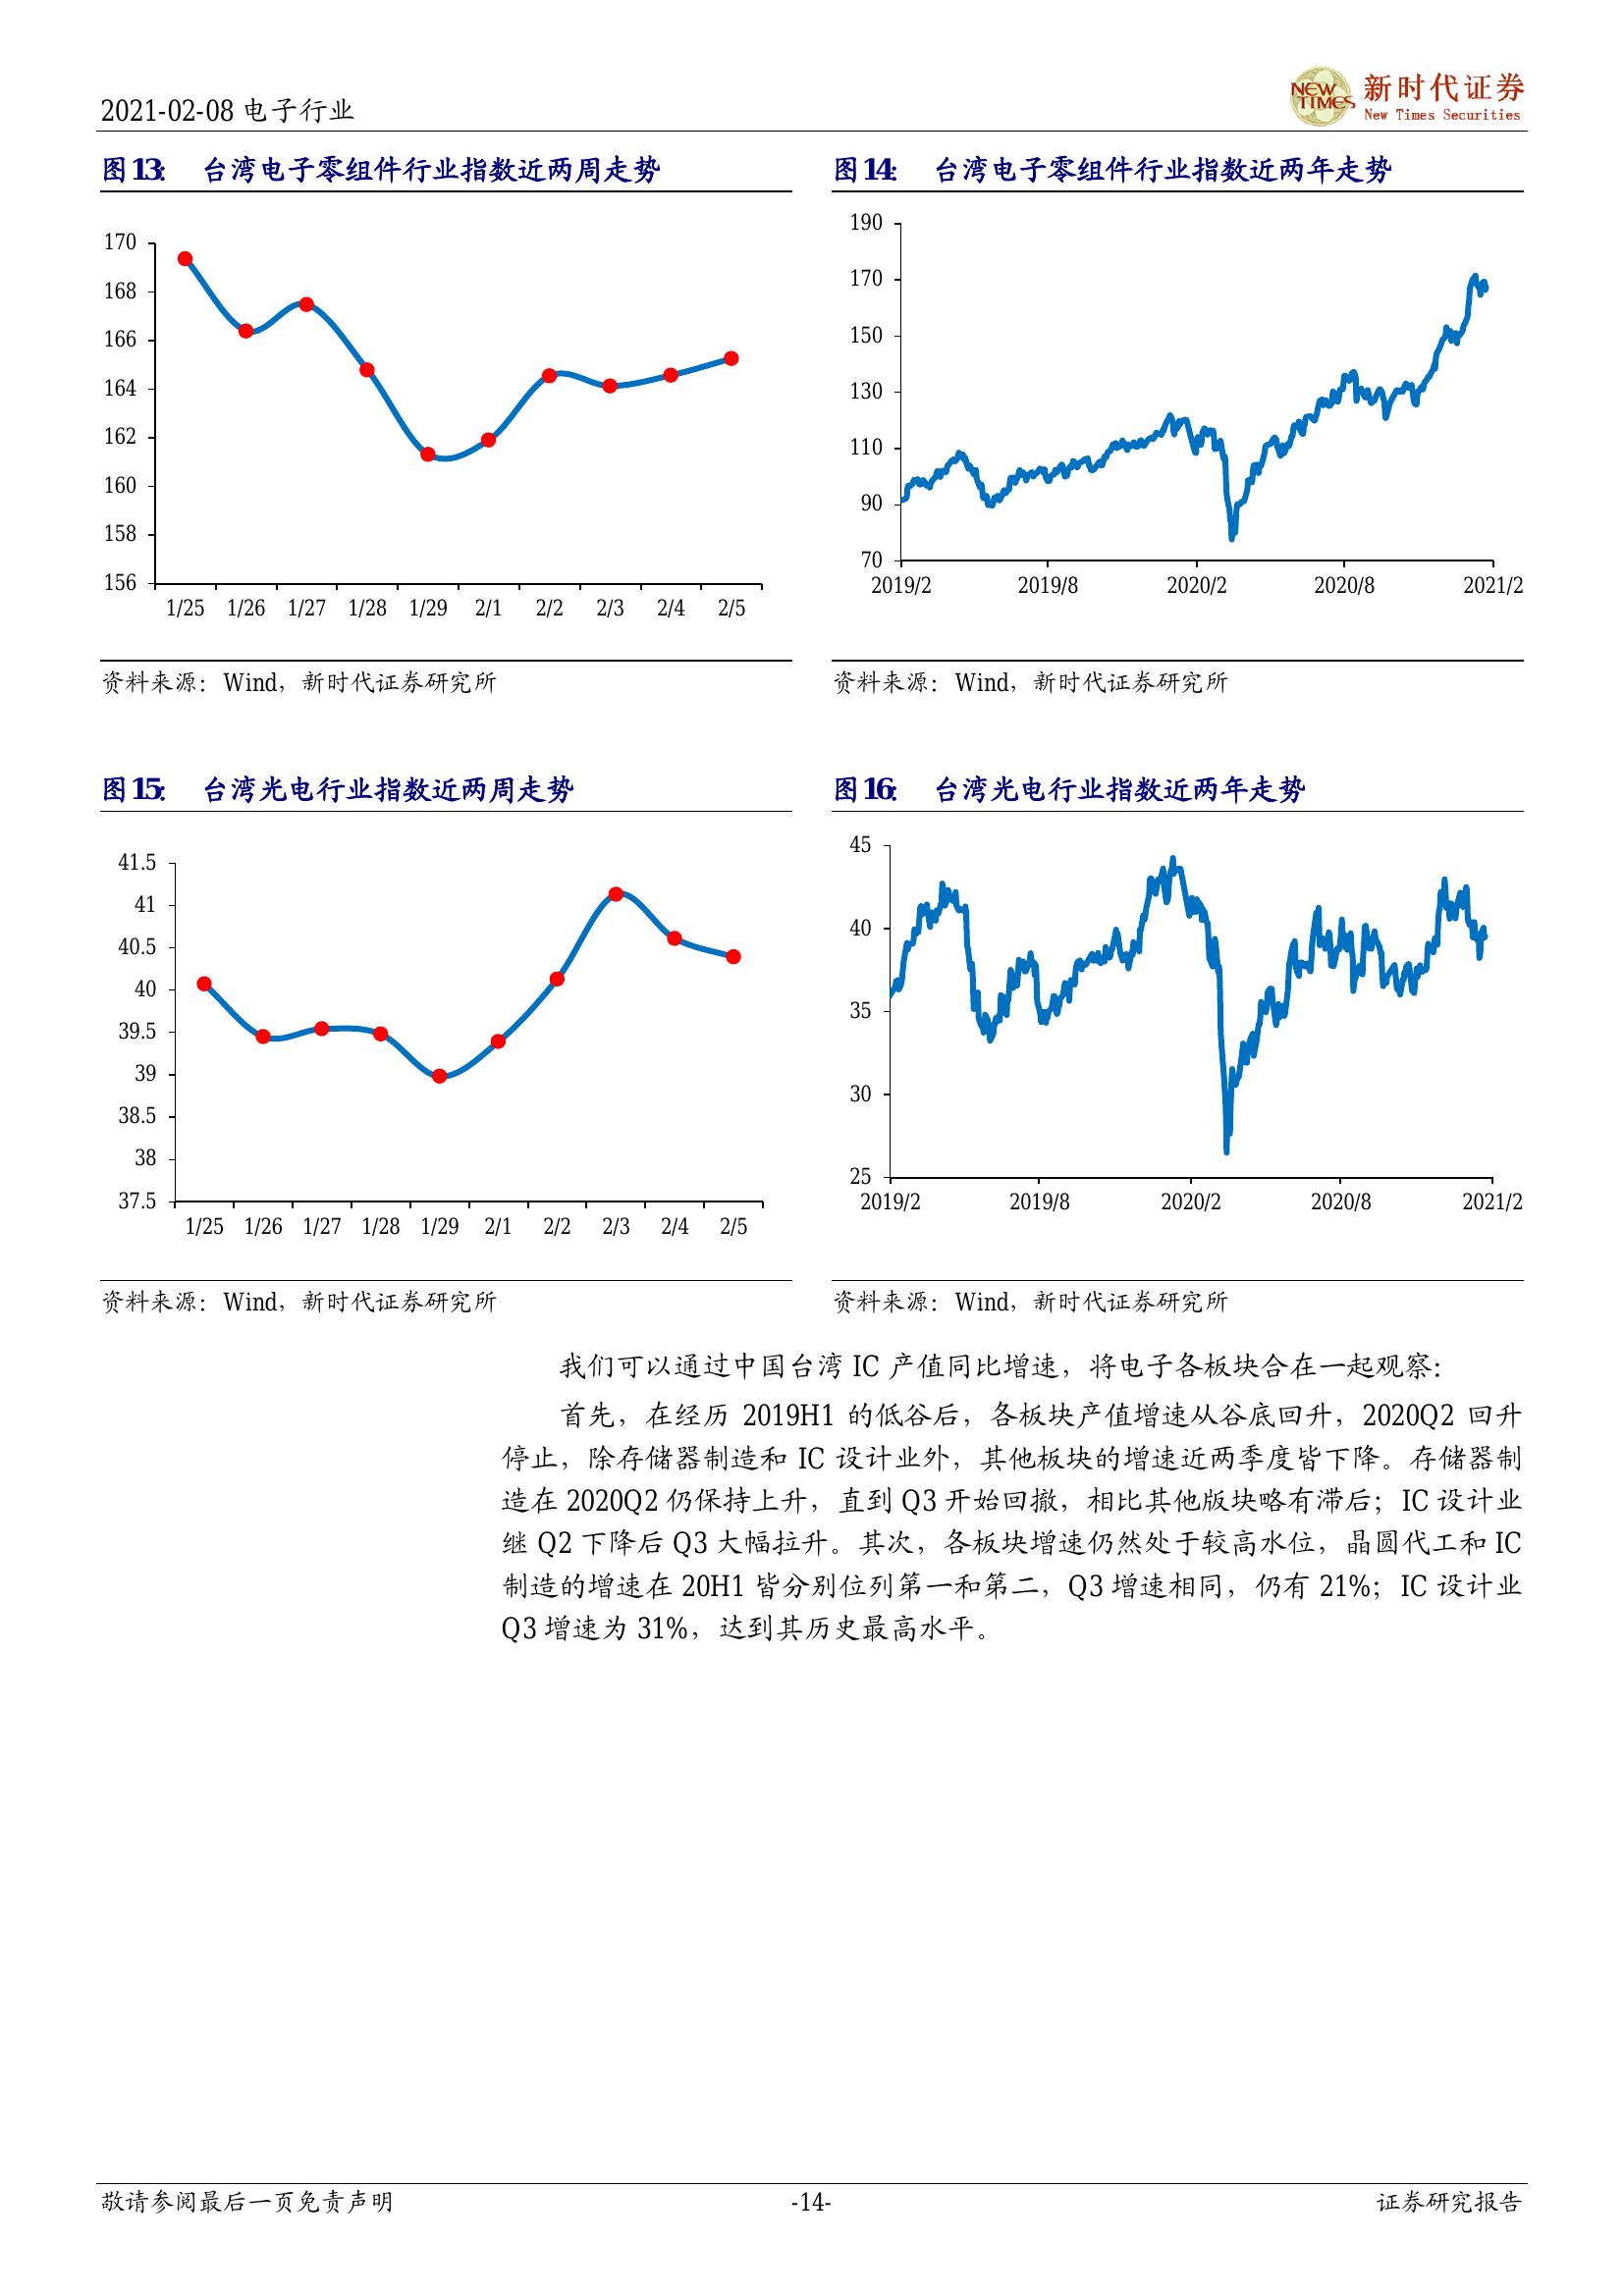 2021-02-08 电子行业
NEW TIMES
新时代证券
New Times Securities
图13： 台湾电子零组件行业指数近两周走势
170
168
166
164
162
160
158
156
1/25 1/26 1/27 1/28 1/29 2/1 2/2 2/3 2/4 2/5
资料来源：Wind，新时代证券研究所
图14： 台湾电子零组件行业指数近两年走势
190
170
150
130
110
90
70
2019/2 2019/8 2020/2 2020/8 2021/2
资料来源：Wind，新时代证券研究所
图15： 台湾光电行业指数近两周走势
41.5
41
40.5
40
39.5
39
38.5
38
37.5
1/25 1/26 1/27 1/28 1/29 2/1 2/2 2/3 2/4 2/5
资料来源：Wind，新时代证券研究所
图16： 台湾光电行业指数近两年走势
45
40
35
30
25
2019/2 2019/8 2020/2 2020/8 2021/2
资料来源：Wind，新时代证券研究所
我们可以通过中国台湾 IC 产值同比增速，将电子各板块合在一起观察：
首先，在经历 2019H1 的低谷后，各板块产值增速从谷底回升，2020Q2 回升
停止，除存储器制造和 IC 设计业外，其他板块的增速近两季度皆下降。存储器制
造在 2020Q2 仍保持上升，直到 Q3 开始回撤，相比其他版块略有滞后；IC 设计业
继 Q2 下降后 Q3 大幅拉升。其次，各板块增速仍然处于较高水位，晶圆代工和 IC
制造的增速在 20H1 皆分别位列第一和第二，Q3 增速相同，仍有 21%；IC 设计业
Q3 增速为 31%，达到其历史最高水平。
敬请参阅最后一页免责声明
-14-
证券研究报告